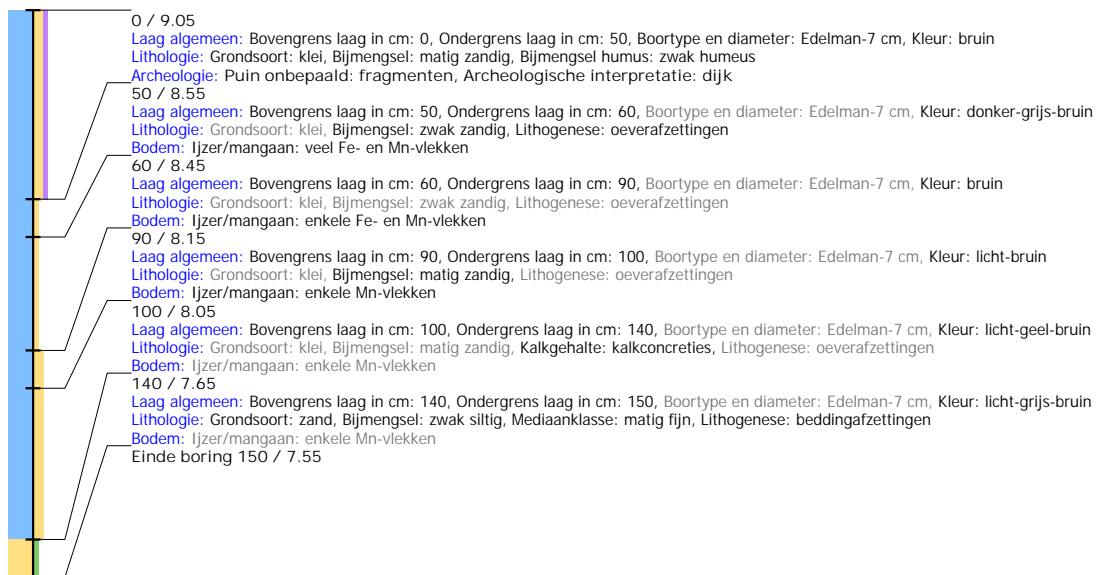 0 / 9.05
Laag algemeen: Bovengrens laag in cm: 0, Ondergrens laag in cm: 50, Boortype en diameter: Edelman-7 cm, Kleur: bruin
Lithologie: Grondsoort: klei, Bijmengsel: matig zandig, Bijmengsel humus: zwak humeus
Archeologie: Puin onbepaald: fragmenten, Archeologische interpretatie: dijk
50 / 8.55
Laag algemeen: Bovengrens laag in cm: 50, Ondergrens laag in cm: 60, Boortype en diameter: Edelman-7 cm, Kleur: donker-grijs-bruin
Lithologie: Grondsoort: klei, Bijmengsel: zwak zandig, Lithogenese: oeverafzettingen
Bodem: Ijzer/mangaan: veel Fe- en Mn-vlekken
60 / 8.45
Laag algemeen: Bovengrens laag in cm: 60, Ondergrens laag in cm: 90, Boortype en diameter: Edelman-7 cm, Kleur: bruin
Lithologie: Grondsoort: klei, Bijmengsel: zwak zandig, Lithogenese: oeverafzettingen
Bodem: Ijzer/mangaan: enkele Fe- en Mn-vlekken
90 / 8.15
Laag algemeen: Bovengrens laag in cm: 90, Ondergrens laag in cm: 100, Boortype en diameter: Edelman-7 cm, Kleur: licht-bruin
Lithologie: Grondsoort: klei, Bijmengsel: matig zandig, Lithogenese: oeverafzettingen
Bodem: Ijzer/mangaan: enkele Mn-vlekken
100 / 8.05
Laag algemeen: Bovengrens laag in cm: 100, Ondergrens laag in cm: 140, Boortype en diameter: Edelman-7 cm, Kleur: licht-geel-bruin
Lithologie: Grondsoort: klei, Bijmengsel: matig zandig, Kalkgehalte: kalkconcreties, Lithogenese: oeverafzettingen
Bodem: Ijzer/mangaan: enkele Mn-vlekken
140 / 7.65
Laag algemeen: Bovengrens laag in cm: 140, Ondergrens laag in cm: 150, Boortype en diameter: Edelman-7 cm, Kleur: licht-grijs-bruin
Lithologie: Grondsoort: zand, Bijmengsel: zwak siltig, Mediaanklasse: matig fijn, Lithogenese: beddingafzettingen
Bodem: Ijzer/mangaan: enkele Mn-vlekken
Einde boring 150 / 7.55